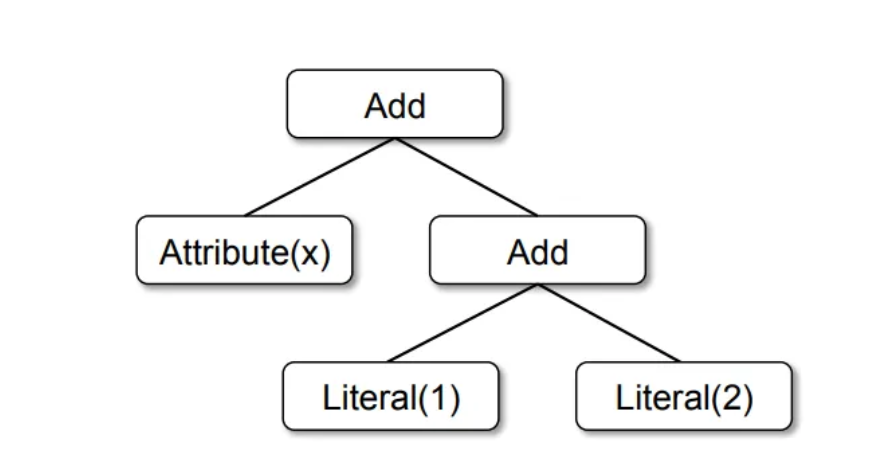 Add
Attribute(x)
Add
Literal(1)
Literal(2)